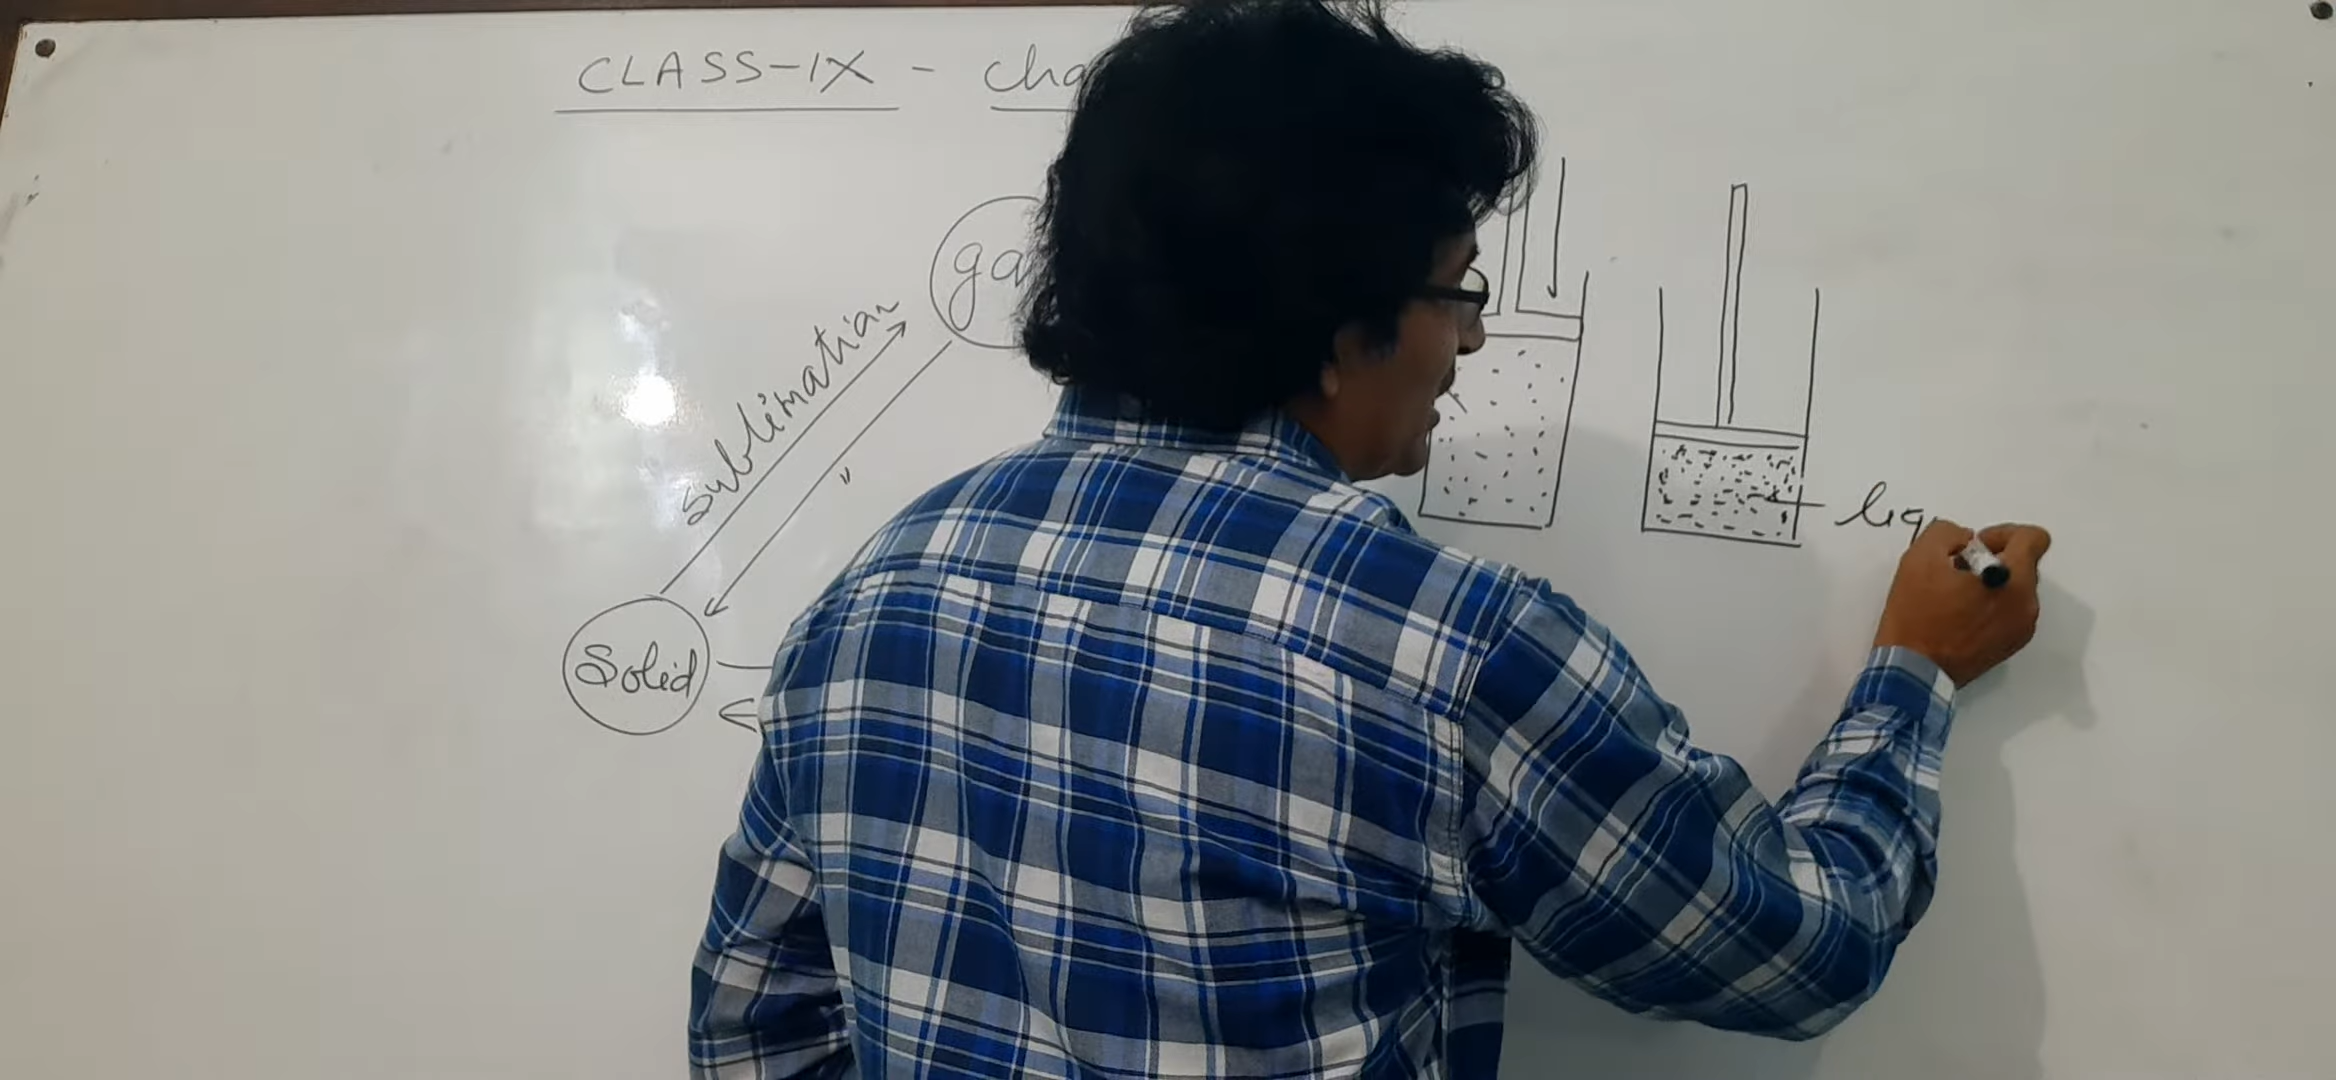 CLASS-IX - Cha
ga
sublimation
"
Solid
liq